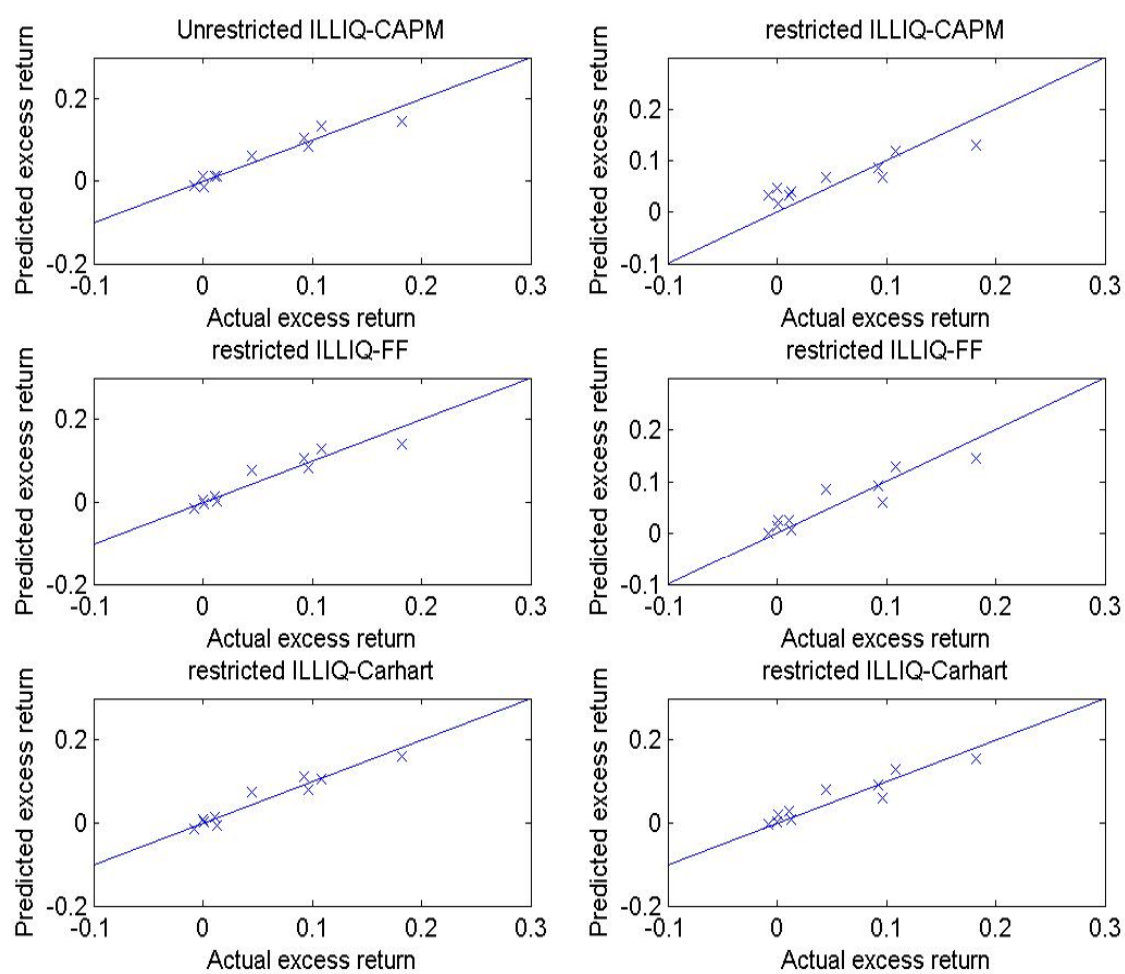 Unrestricted ILLIQ-CAPM
Predicted excess return
0.2
0
-0.2
-0.1 0 0.1 0.2 0.3
Actual excess return
restricted ILLIQ-CAPM
Predicted excess return
0.2
0.1
0
-0.1
-0.1 0 0.1 0.2 0.3
Actual excess return
restricted ILLIQ-FF
Predicted excess return
0.2
0
-0.2
-0.1 0 0.1 0.2 0.3
Actual excess return
restricted ILLIQ-FF
Predicted excess return
0.2
0.1
0
-0.1
-0.1 0 0.1 0.2 0.3
Actual excess return
restricted ILLIQ-Carhart
Predicted excess return
0.2
0
-0.2
-0.1 0 0.1 0.2 0.3
Actual excess return
restricted ILLIQ-Carhart
Predicted excess return
0.2
0
-0.2
-0.1 0 0.1 0.2 0.3
Actual excess return